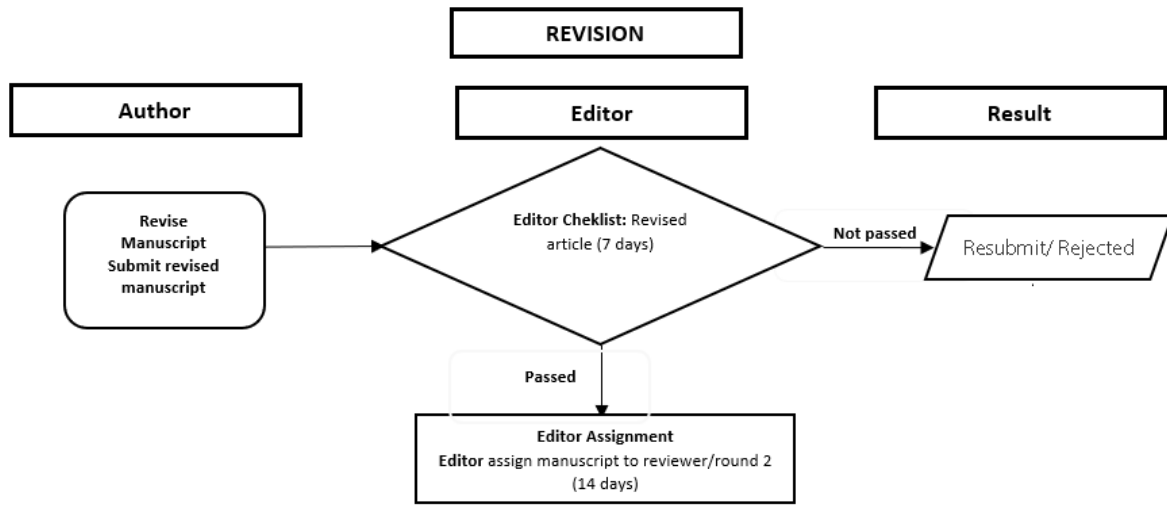 REVISION
Author
Editor
Result
Revise
Manuscript
Submit revised
manuscript
Editor Cheklist: Revised
article (7 days)
Not passed
Resubmit/ Rejected
Passed
Editor Assignment
Editor assign manuscript to reviewer/round 2
(14 days)